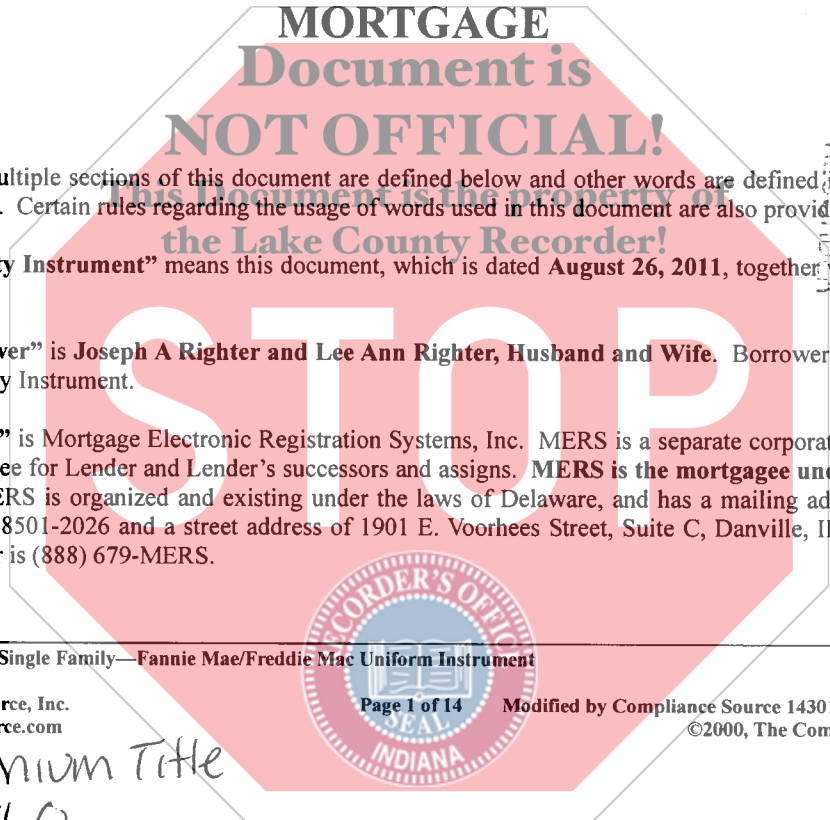 MORTGAGE
Document is
NOT OFFICIAL!
ultiple sections of this document are defined below and other words are defined
This Document is the property of
. Certain rules regarding the usage of words used in this document are also provid
the Lake County Recorder!
y Instrument” means this document, which is dated August 26, 2011, together
ver” is Joseph A Righter and Lee Ann Righter, Husband and Wife. Borrower
y Instrument.
STOP
” is Mortgage Electronic Registration Systems, Inc. MERS is a separate corporat
ee for Lender and Lender’s successors and assigns. MERS is the mortgagee und
ERS is organized and existing under the laws of Delaware, and has a mailing ad
8501-2026 and a street address of 1901 E. Voorhees Street, Suite C, Danville, Il
r is (888) 679-MERS.
RECORDER'S OFFICE
Single Family—Fannie Mae/Freddie Mac Uniform Instrument
rce, Inc. Page 1 of 14 Modified by Compliance Source 1430
rce.com ©2000, The Com
SEAL
INDIANA
nium Title